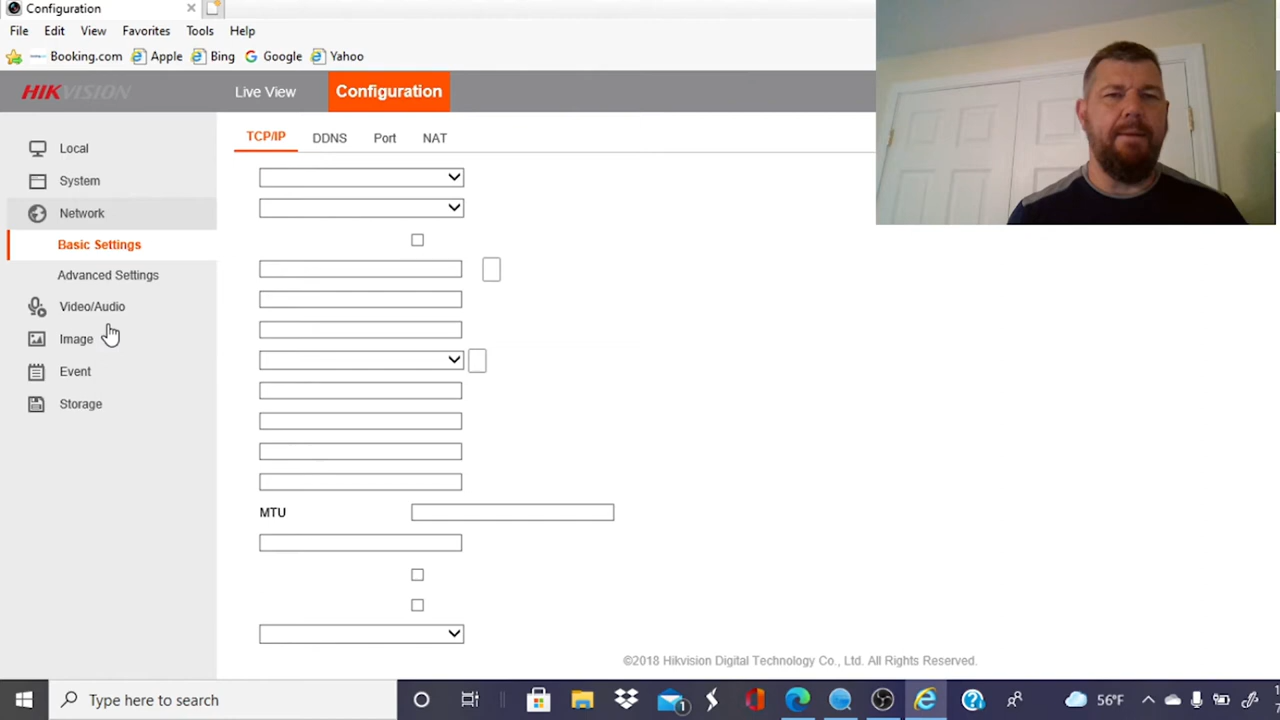 Configuration
File Edit View Favorites Tools Help
Booking.com Apple Bing Google Yahoo
HIKVISION Live View Configuration
TCP/IP DDNS Port NAT
Local
System
Network
Basic Settings
Advanced Settings
Video/Audio
Image
Event
Storage
MTU
©2018 Hikvision Digital Technology Co., Ltd. All Rights Reserved.
Type here to search
1
56°F